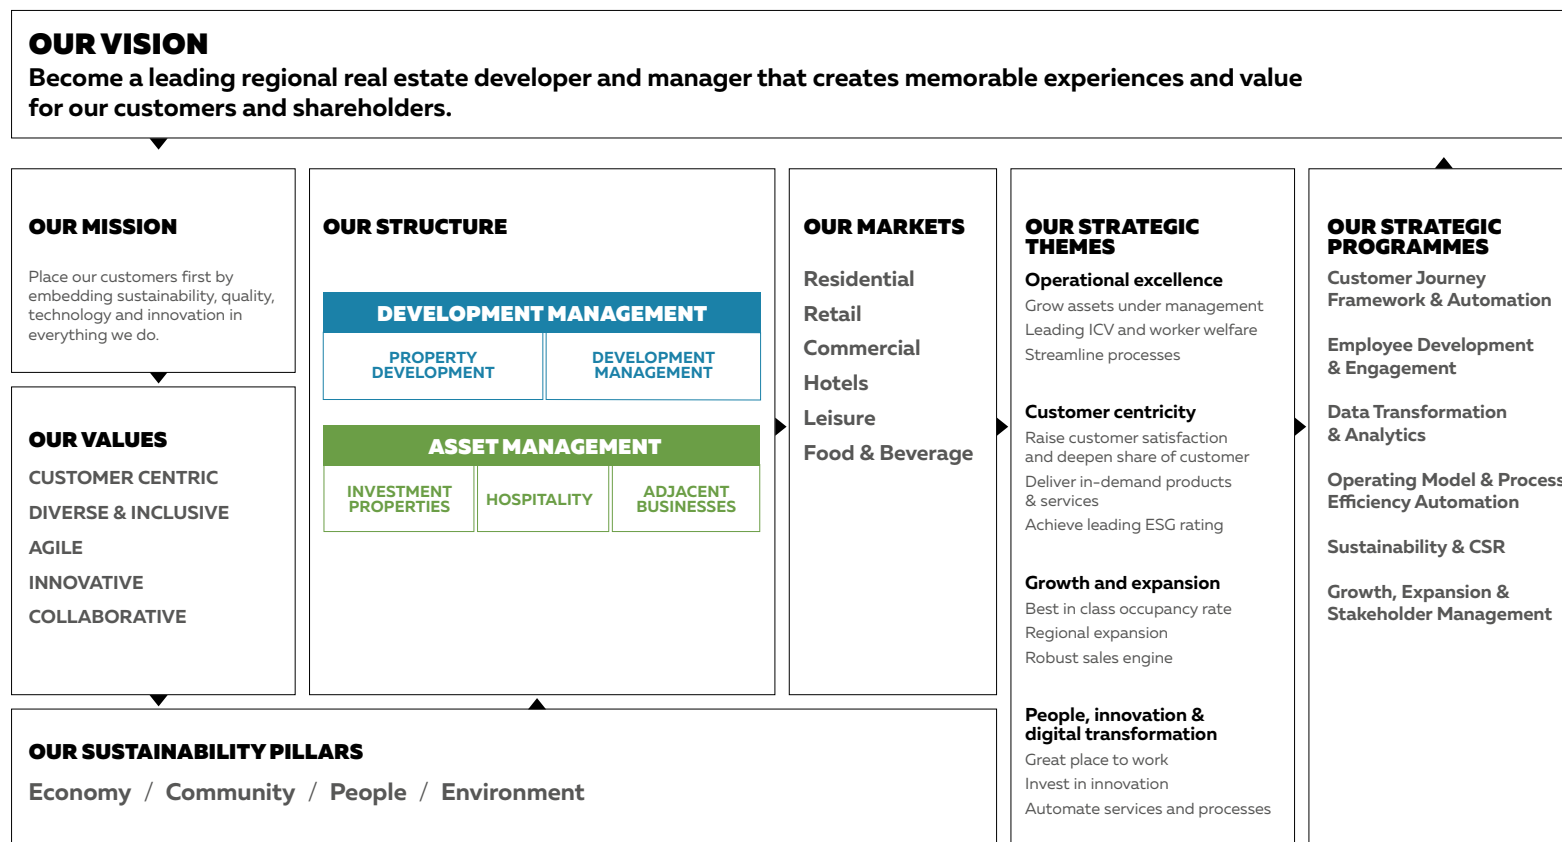 OUR VISION
Become a leading regional real estate developer and manager that creates memorable experiences and value
for our customers and shareholders.
OUR MISSION
Place our customers first by
embedding sustainability, quality,
technology and innovation in
everything we do.
OUR VALUES
CUSTOMER CENTRIC
DIVERSE & INCLUSIVE
AGILE
INNOVATIVE
COLLABORATIVE
OUR STRUCTURE
DEVELOPMENT MANAGEMENT
PROPERTY
DEVELOPMENT
DEVELOPMENT
MANAGEMENT
ASSET MANAGEMENT
INVESTMENT
PROPERTIES
HOSPITALITY
ADJACENT
BUSINESSES
OUR MARKETS
Residential
Retail
Commercial
Hotels
Leisure
Food & Beverage
OUR STRATEGIC
THEMES
Operational excellence
Grow assets under management
Leading ICV and worker welfare
Streamline processes
Customer centricity
Raise customer satisfaction
and deepen share of customer
Deliver in-demand products
& services
Achieve leading ESG rating
Growth and expansion
Best in class occupancy rate
Regional expansion
Robust sales engine
People, innovation &
digital transformation
Great place to work
Invest in innovation
Automate services and processes
OUR STRATEGIC
PROGRAMMES
Customer Journey
Framework & Automation
Employee Development
& Engagement
Data Transformation
& Analytics
Operating Model & Process
Efficiency Automation
Sustainability & CSR
Growth, Expansion &
Stakeholder Management
OUR SUSTAINABILITY PILLARS
Economy / Community / People / Environment